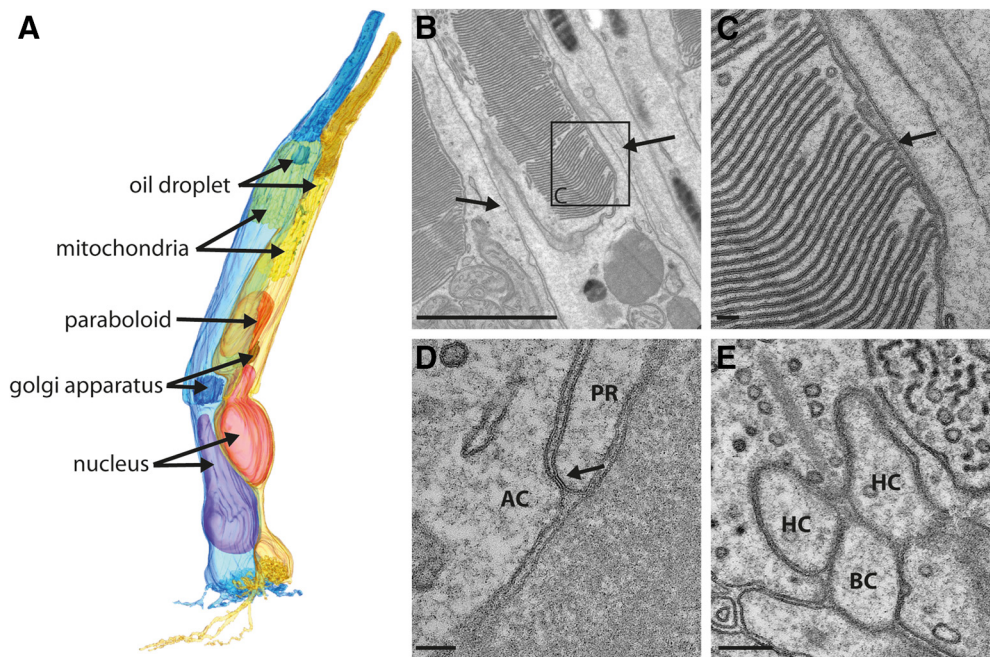 A
oil droplet
mitochondria
paraboloid
golgi apparatus
nucleus
B
C
C
D
PR
AC
E
HC
HC
BC